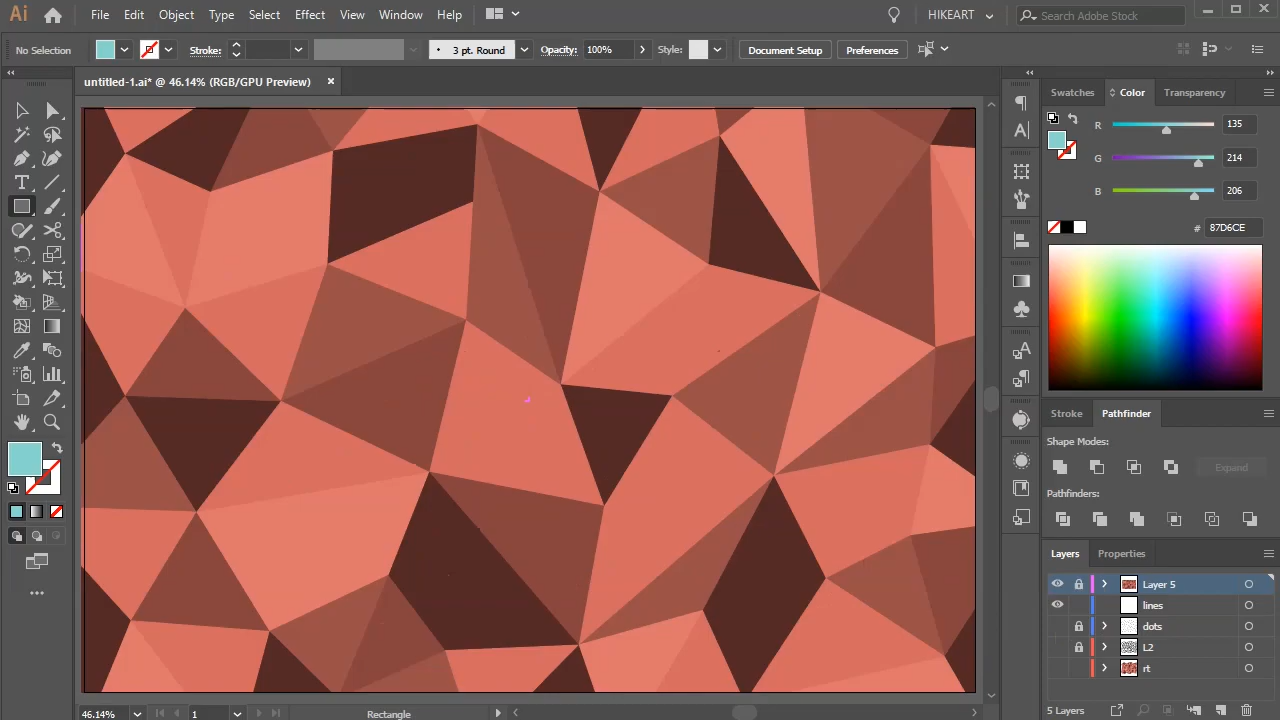 Ai File Edit Object Type Select Effect View Window Help HIKEART Search Adobe Stock
No Selection Stroke: 3 pt. Round Opacity: 100% Style: Document Setup Preferences
untitled-1.ai* @ 46.14% (RGB/GPU Preview)
Swatches Color Transparency
R 135
G 214
B 206
# 87D6CE
Stroke Pathfinder
Shape Modes:
Expand
Pathfinders:
Layers Properties
Layer 5
lines
dots
L2
rt
5 Layers
46.14% 1 Rectangle